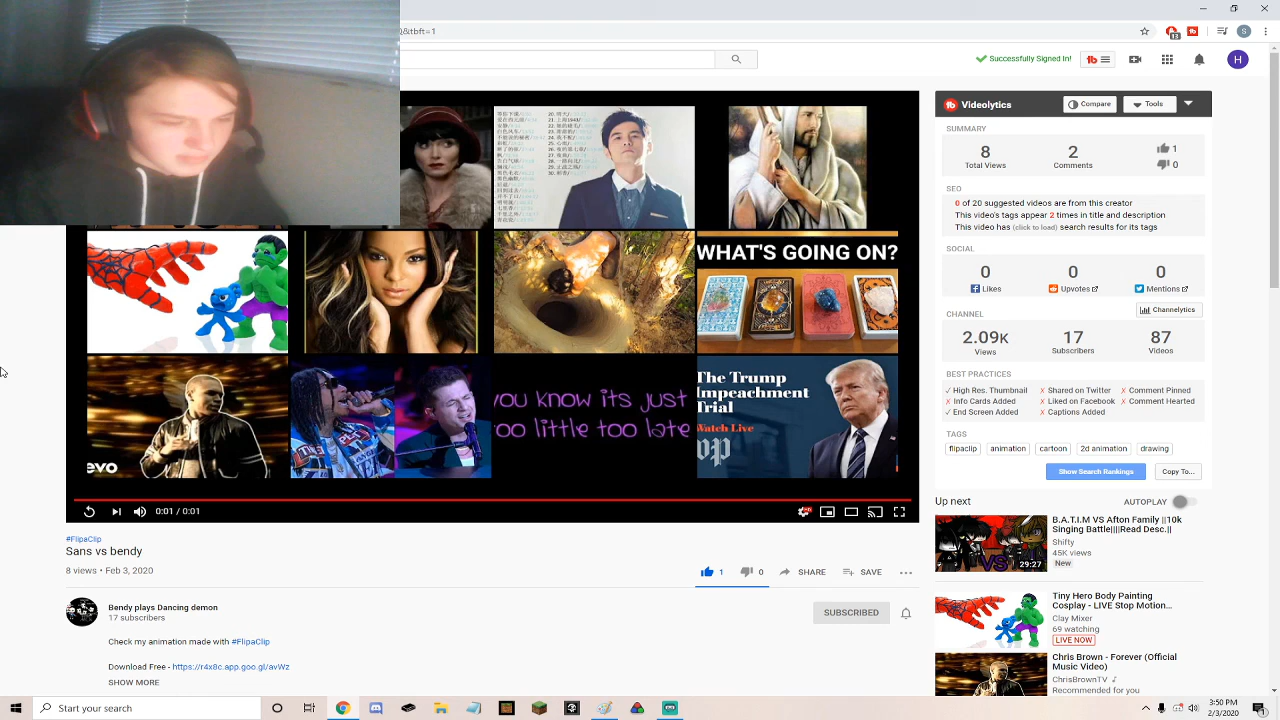 Q&tbft=1
13
Successfully Signed In!
H
WHAT'S GOING ON?
evo
you know its just
too little too late
The Trump
Impeachment
Trial
Watch Live
0:01 / 0:01
#FlipaClip
Sans vs bendy
8 views • Feb 3, 2020
1
0
SHARE
SAVE
Bendy plays Dancing demon
17 subscribers
SUBSCRIBED
Check my animation made with #FlipaClip
Download Free - https://r4x8c.app.goo.gl/avWz
SHOW MORE
Videolytics
Compare
Tools
SUMMARY
8
Total Views
2
Comments
1
0
SEO
0 of 20 suggested videos are from this creator
This video's tags appear 2 times in title and description
This video has (click to load) search results for its tags
SOCIAL
0
Likes
0
Upvotes
0
Mentions
CHANNEL
Channelytics
2.09K
Views
17
Subscribers
87
Videos
BEST PRACTICES
✓ High Res. Thumbnail
✗ Shared on Twitter
✗ Comment Pinned
✗ Info Cards Added
✗ Liked on Facebook
✗ Comment Hearted
✓ End Screen Added
✗ Captions Added
TAGS
flipaclip
animation
cartoon
2d animation
drawing
Show Search Rankings
Copy To...
Up next
AUTOPLAY
B.A.T.I.M VS Afton Family ||10k
Singing Battle||||Read Desc.||
Shifty
45K views
New
29:27
Tiny Hero Body Painting
Cosplay - LIVE Stop Motion...
Clay Mixer
69 watching
LIVE NOW
Chris Brown - Forever (Official
Music Video)
ChrisBrownTV
Recommended for you
Start your search
3:50 PM
2/3/2020